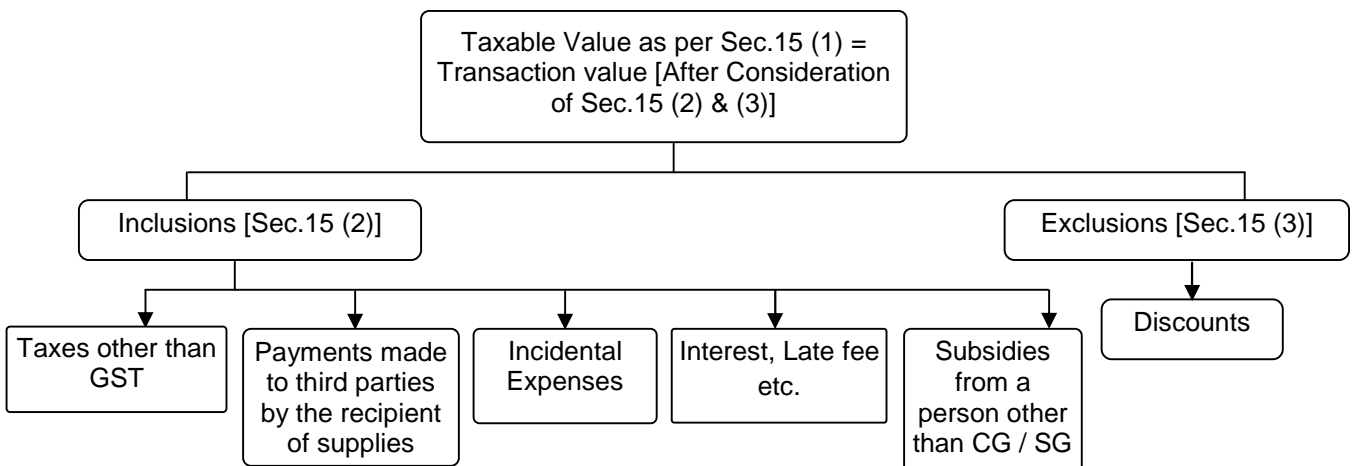 Taxable Value as per Sec.15 (1) =
Transaction value [After Consideration
of Sec.15 (2) & (3)]
Inclusions [Sec.15 (2)]
Exclusions [Sec.15 (3)]
Taxes other than
GST
Payments made
to third parties
by the recipient
of supplies
Incidental
Expenses
Interest, Late fee
etc.
Subsidies
from a
person other
than CG / SG
Discounts